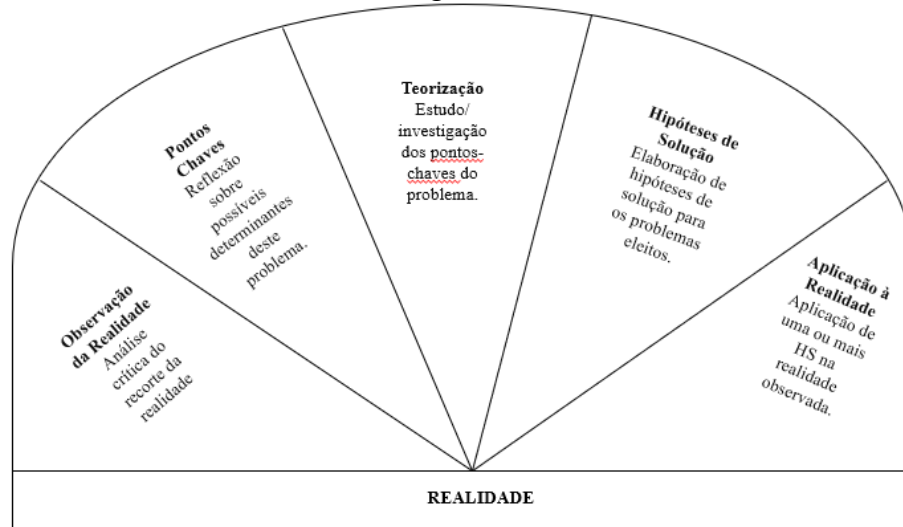 Observação
da Realidade
Análise
crítica do
recorte da
realidade
Pontos
Chaves
Reflexão
sobre
possíveis
determinantes
deste
problema.
Teorização
Estudo/
investigação
dos pontos-
chaves do
problema.
Hipóteses de
Solução
Elaboração de
hipóteses de
solução para
os problemas
eleitos.
Aplicação à
Realidade
Aplicação de
uma ou mais
HS na
realidade
observada.
REALIDADE